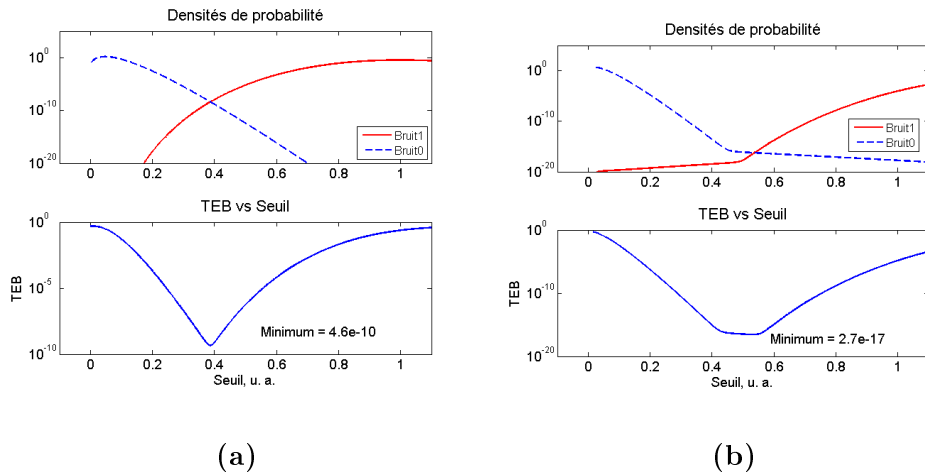 Densités de probabilité
10^0
10^-10
10^-20
Bruit1
Bruit0
0 0.2 0.4 0.6 0.8 1
TEB vs Seuil
10^0
10^-5
10^-10
TEB
Minimum = 4.6e-10
0 0.2 0.4 0.6 0.8 1
Seuil, u. a.
(a)
Densités de probabilité
10^0
10^-10
10^-20
Bruit1
Bruit0
0 0.2 0.4 0.6 0.8 1
TEB vs Seuil
10^0
10^-10
10^-20
TEB
Minimum = 2.7e-17
0 0.2 0.4 0.6 0.8 1
Seuil, u. a.
(b)